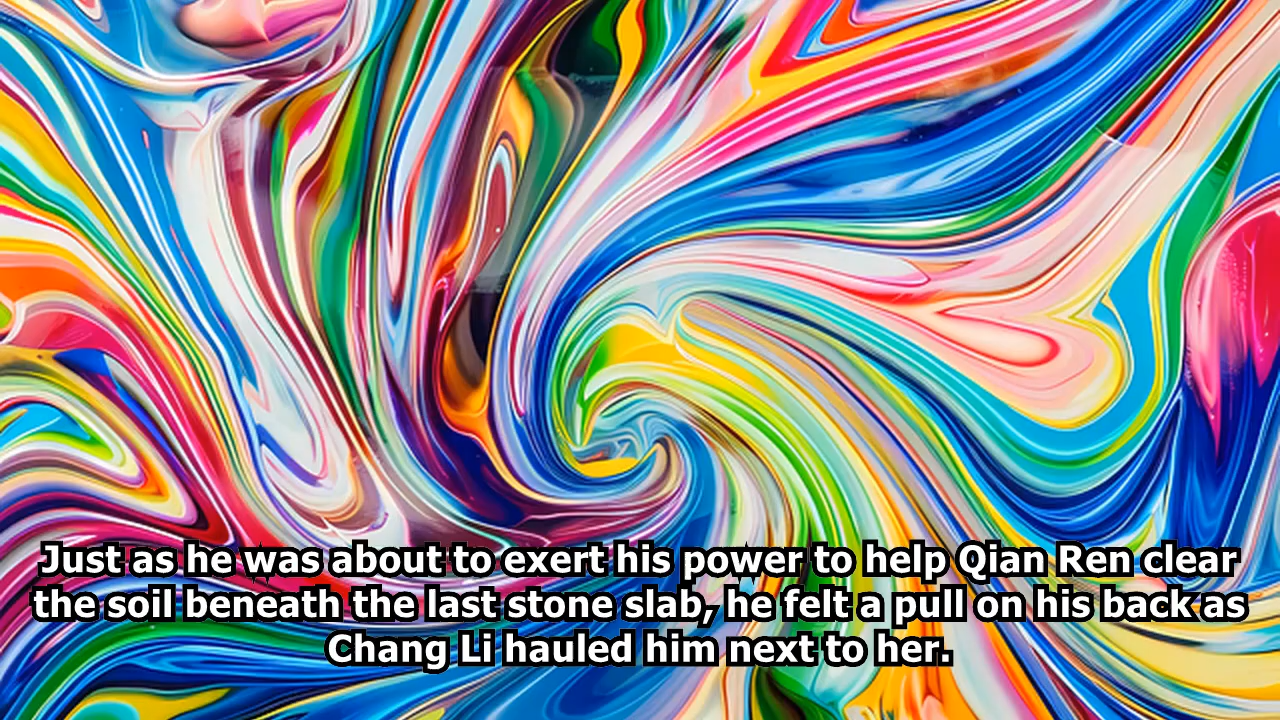 Just as he was about to exert his power to help Qian Ren clear
the soil beneath the last stone slab, he felt a pull on his back as
Chang Li hauled him next to her.